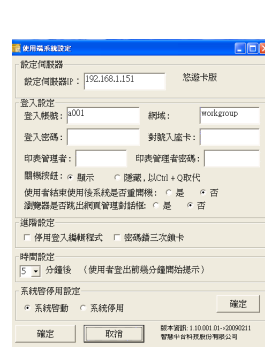 使用端系統設定
設定伺服器
設定伺服器IP： 192.168.1.151 悠遊卡版
登入設定
登入帳號： a001 網域： workgroup
登入密碼： 對號入座卡：
印表管理者： 印表管理者密碼：
關機按鈕： 顯示 隱藏，以Ctrl + Q取代
使用者結束使用後系統是否重開機： 是 否
瀏覽器是否跳出網頁管理對話框： 是 否
進階設定
停用登入編輯程式 密碼錯三次鎖卡
時間設定
5 分鐘後 （使用者登出前幾分鐘開始提示）
系統啓停用設定
系統啓動 系統停用 確定
確定 取消 版本資訊：1.10.001.01->20090211
智慧中台科技股份有限公司